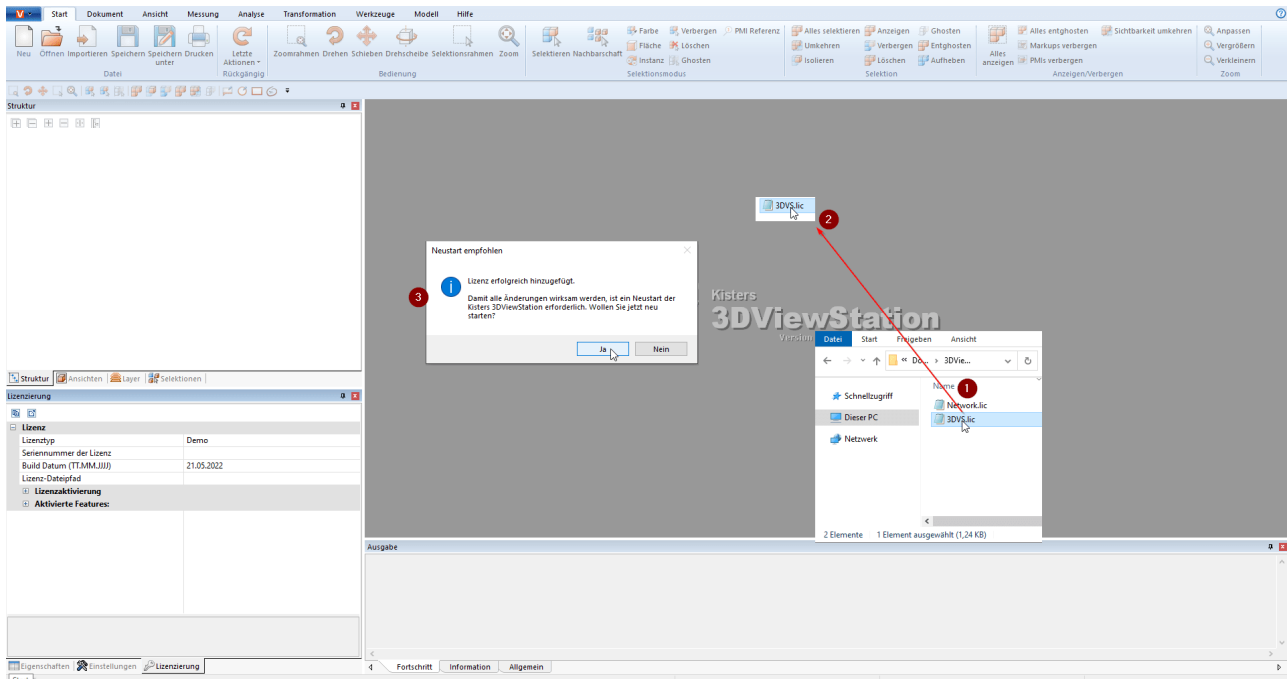 Start Dokument Ansicht Messung Analyse Transformation Werkzeuge Modell Hilfe
Neu Öffnen Importieren Speichern Speichern unter Drucken
Datei
Letzte Aktionen
Rückgängig
Zoomrahmen Drehen Schieben Drehscheibe Selektionsrahmen Zoom
Bedienung
Selektieren Nachbarschaft
Farbe Verbergen PMI Referenz
Fläche Löschen
Instanz Ghosten
Selektionsmodus
Alles selektieren Anzeigen Ghosten
Umkehren Verbergen Entghosten
Isolieren Löschen Aufheben
Selektion
Alles anzeigen
Alles entghosten Sichtbarkeit umkehren
Markups verbergen
PMIs verbergen
Anzeigen/Verbergen
Anpassen
Vergrößern
Verkleinern
Zoom
Struktur
3DVS.lic
2
Neustart empfohlen
Lizenz erfolgreich hinzugefügt.
3
Damit alle Änderungen wirksam werden, ist ein Neustart der
Kisters 3DViewStation erforderlich. Wollen Sie jetzt neu
starten?
Ja Nein
Kisters
3DViewStation
Version
Datei Start Freigeben Ansicht
« Do... › 3DVie...
Name
1
Schnellzugriff
Network.lic
Dieser PC
3DVS.lic
Netzwerk
2 Elemente 1 Element ausgewählt (1,24 KB)
Struktur Ansichten Layer Selektionen
Lizenzierung
Lizenz
Lizenztyp Demo
Seriennummer der Lizenz
Build Datum (TT.MM.JJJJ) 21.05.2022
Lizenz-Dateipfad
Lizenzaktivierung
Aktivierte Features:
Ausgabe
Eigenschaften Einstellungen Lizenzierung
Fortschritt Information Allgemein